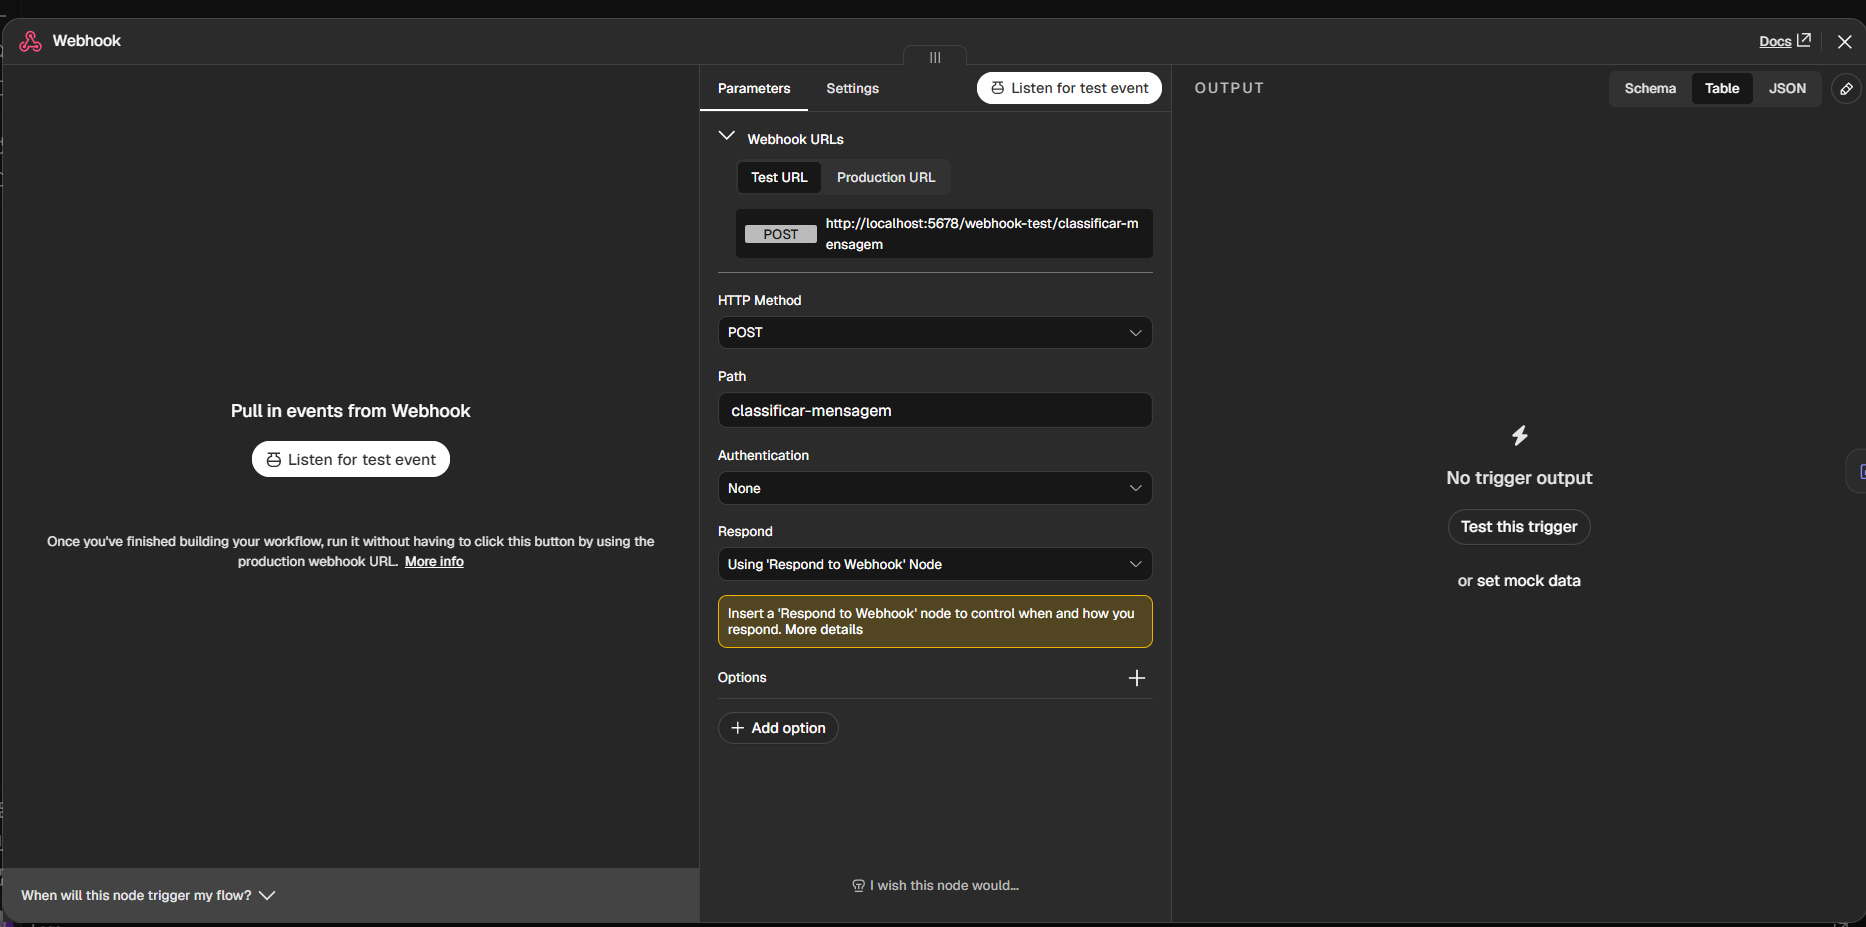 Webhook
Docs
Parameters
Settings
Listen for test event
OUTPUT
Schema
Table
JSON
Webhook URLs
Test URL
Production URL
POST
http://localhost:5678/webhook-test/classificar-m
ensagem
HTTP Method
POST
Path
classificar-mensagem
Authentication
None
Respond
Using 'Respond to Webhook' Node
Insert a 'Respond to Webhook' node to control when and how you
respond. More details
Options
Add option
I wish this node would...
Pull in events from Webhook
Listen for test event
Once you've finished building your workflow, run it without having to click this button by using the
production webhook URL. More info
When will this node trigger my flow?
No trigger output
Test this trigger
or set mock data